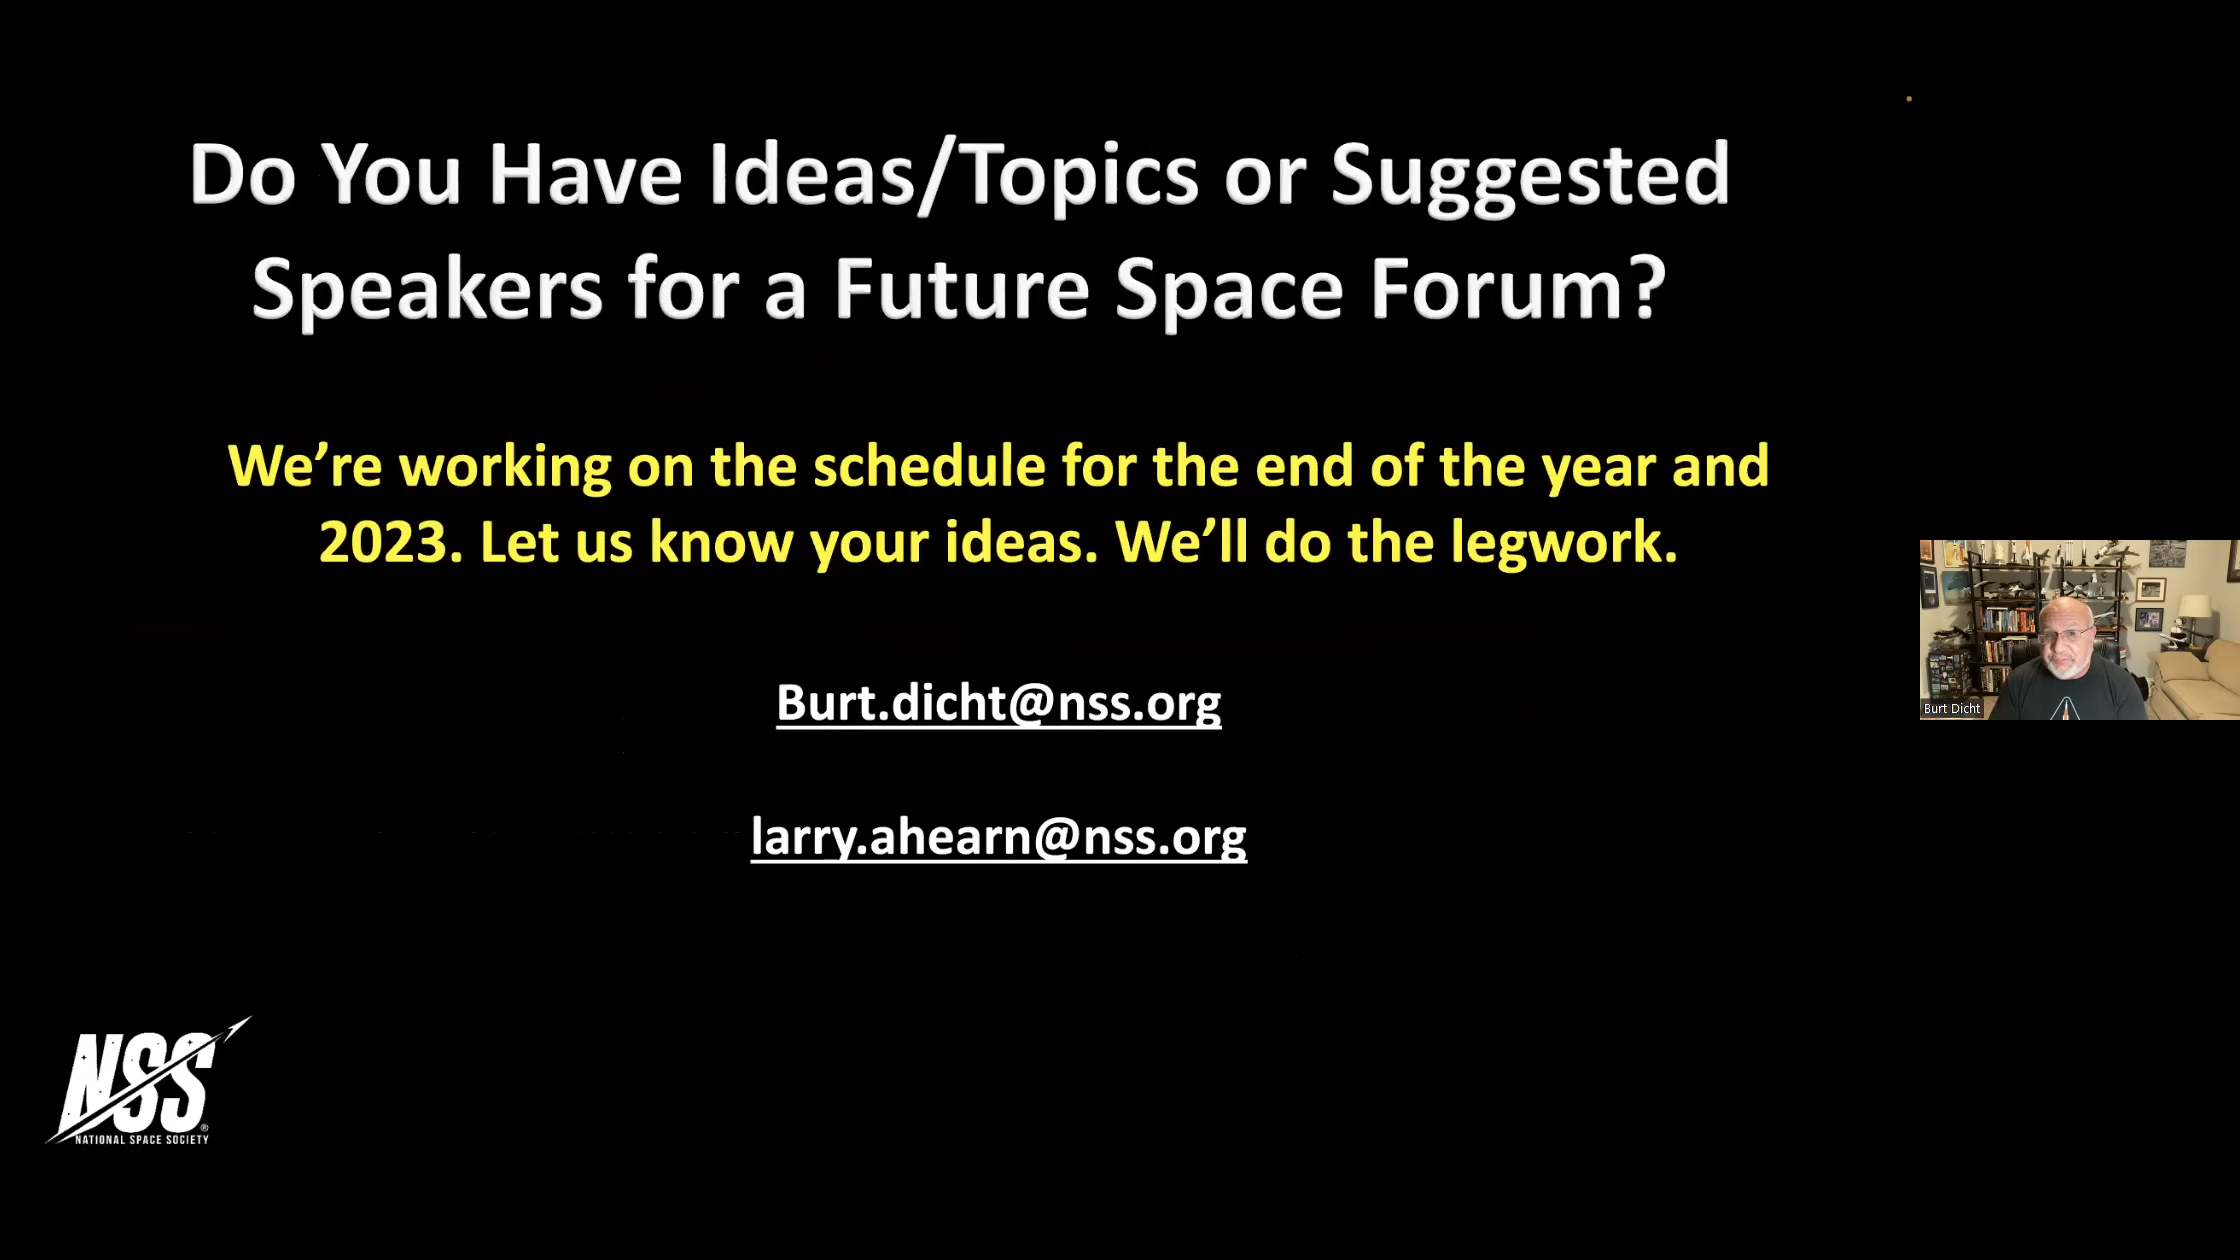 Do You Have Ideas/Topics or Suggested
Speakers for a Future Space Forum?
We’re working on the schedule for the end of the year and
2023. Let us know your ideas. We’ll do the legwork.
Burt.dicht@nss.org
larry.ahearn@nss.org
Burt Dicht
NSS®
NATIONAL SPACE SOCIETY